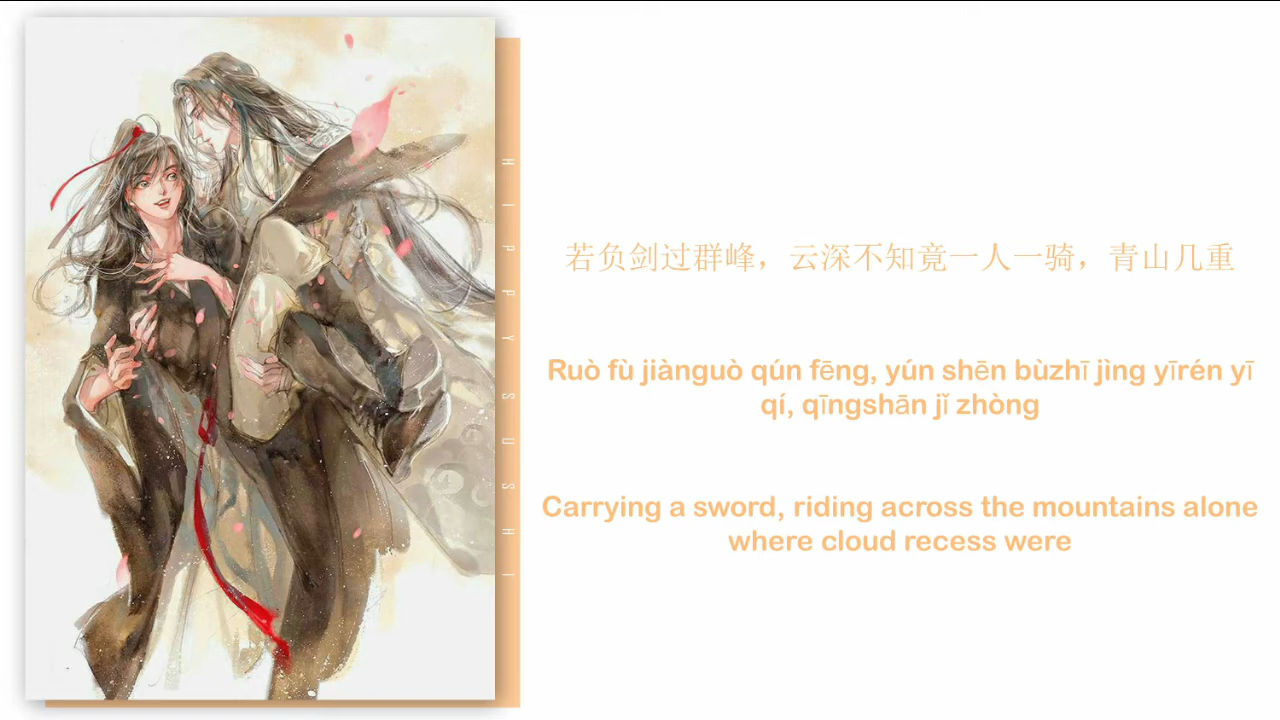 HIPPY SUSHI
若负剑过群峰，云深不知竟一人一骑，青山几重
Ruò fù jiànguò qún fēng, yún shēn bùzhī jìng yīrén yī
qí, qīngshān jǐ zhòng
Carrying a sword, riding across the mountains alone
where cloud recess were